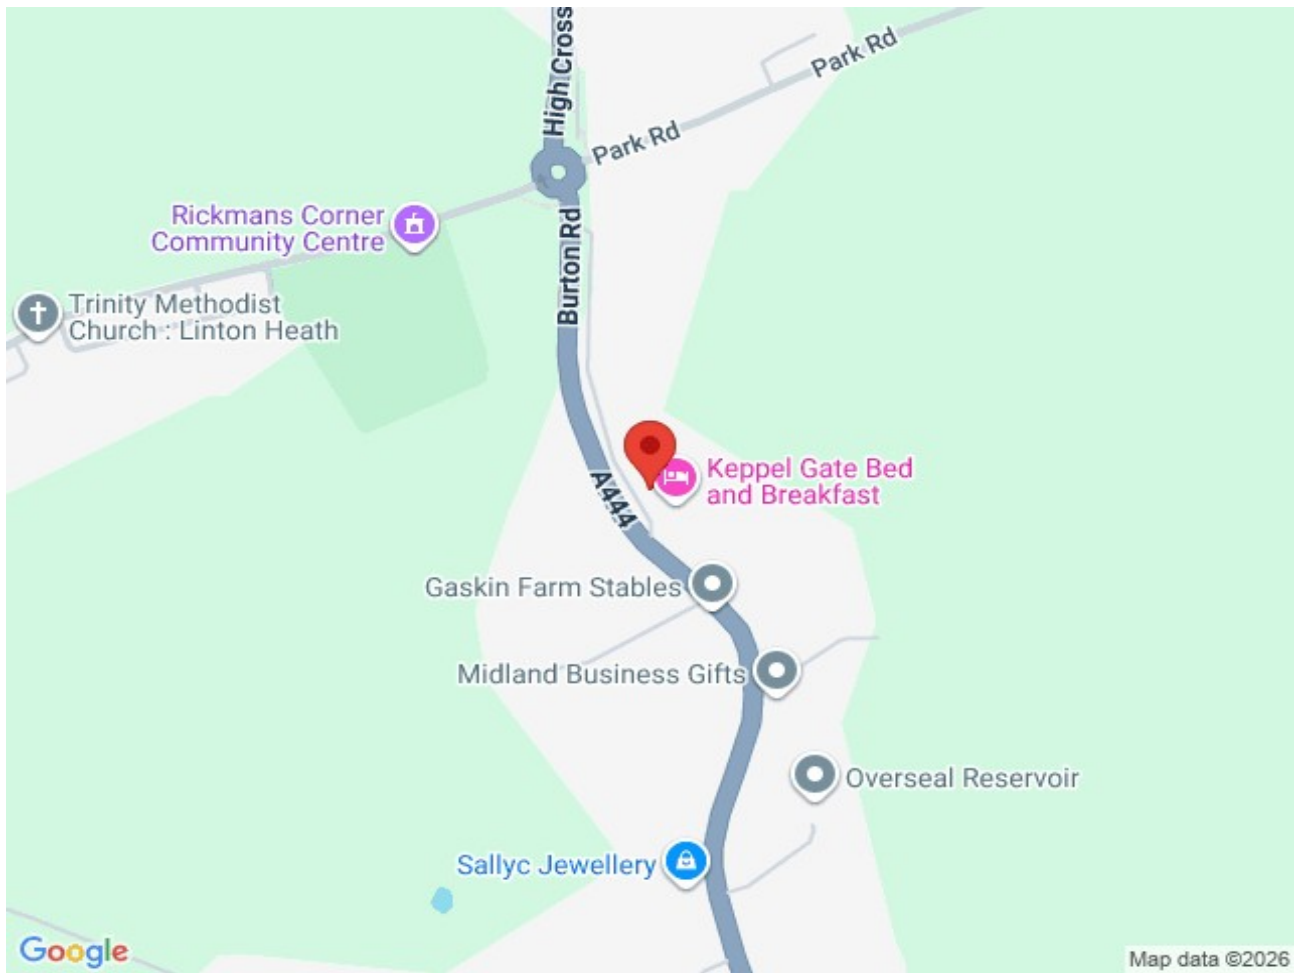 High Cross
Park Rd
Park Rd
Rickmans Corner
Community Centre
Burton Rd
Trinity Methodist
Church : Linton Heath
Keppel Gate Bed
and Breakfast
A444
Gaskin Farm Stables
Midland Business Gifts
Overseal Reservoir
Sallyc Jewellery
Google
Map data ©2026